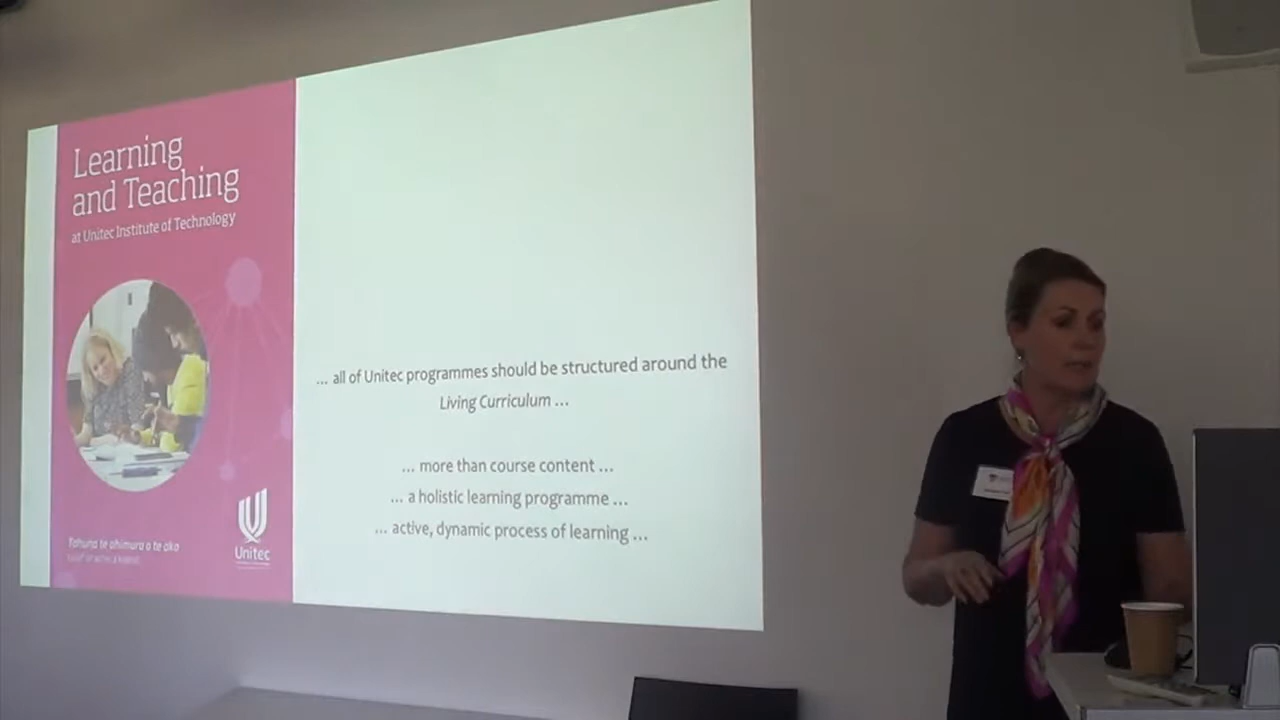 Learning
and Teaching
at Unitec Institute of Technology
Unitec
... all of Unitec programmes should be structured around the
Living Curriculum ...
... more than course content ...
... a holistic learning programme ...
... active, dynamic process of learning ...